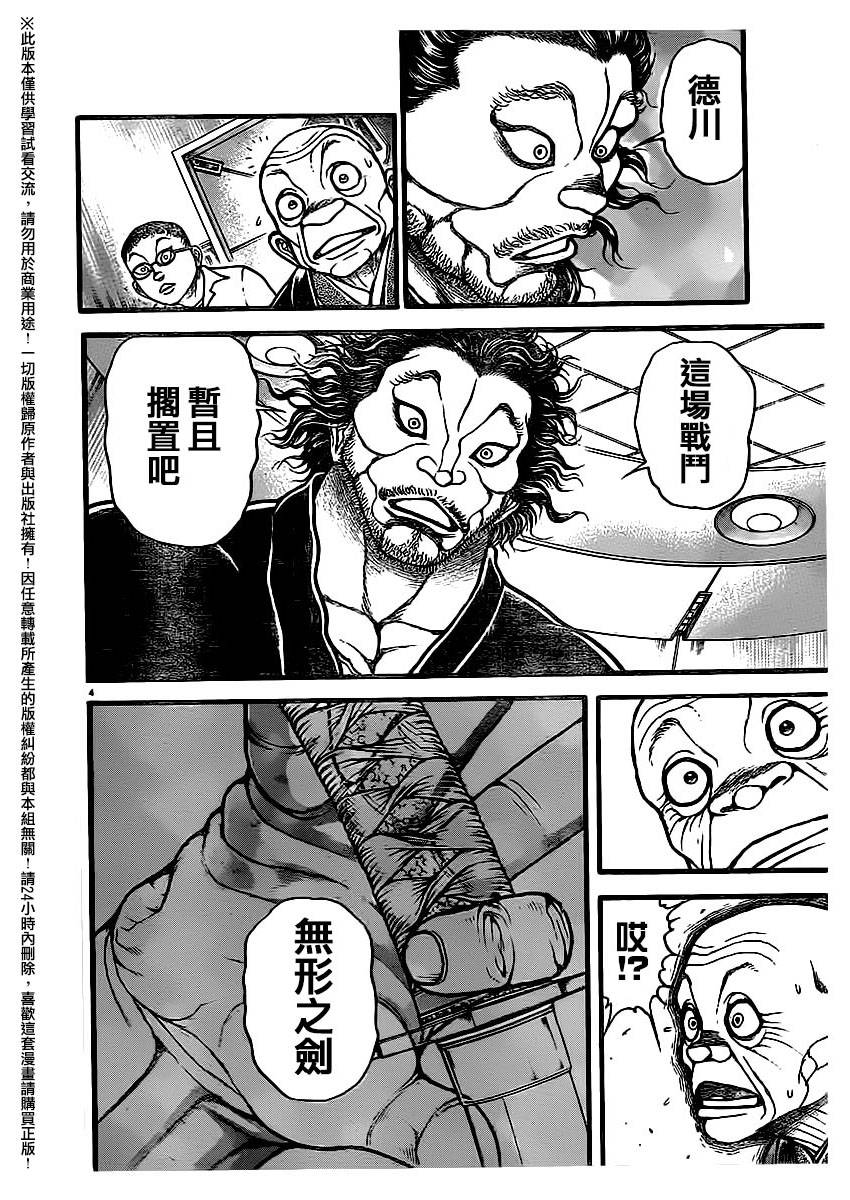 德川
這場戰鬥
暫且
擱置吧
4
哎!?
無形之劍
※此版本僅供學習試看交流，請勿用於商業用途！一切版權歸原作者與出版社擁有！因任意轉載所產生的版權糾紛都與本組無關！請24小時內刪除，喜歡這套漫畫請購買正版！